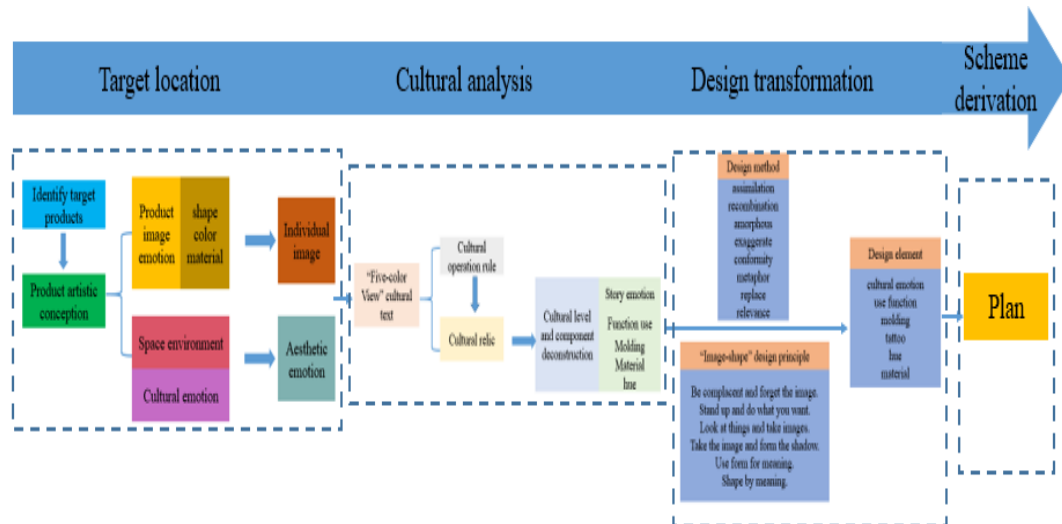 Target location
Cultural analysis
Design transformation
Scheme
derivation
Identify target
products
Product artistic
conception
Product
image
emotion
shape
color
material
Individual
image
Space environment
Cultural emotion
Aesthetic
emotion
"Five-color
View" cultural
text
Cultural
operation rule
Cultural relic
Cultural level
and component
deconstruction
Story emotion
Function use
Molding
Material
hue
Design method
assimilation
recombination
amorphous
exaggerate
conformity
metaphor
replace
relevance
"Image-shape" design principle
Be complacent and forget the image.
Stand up and do what you want.
Look at things and take images.
Take the image and form the shadow.
Use form for meaning.
Shape by meaning.
Design element
cultural emotion
use function
molding
tattoo
hue
material
Plan